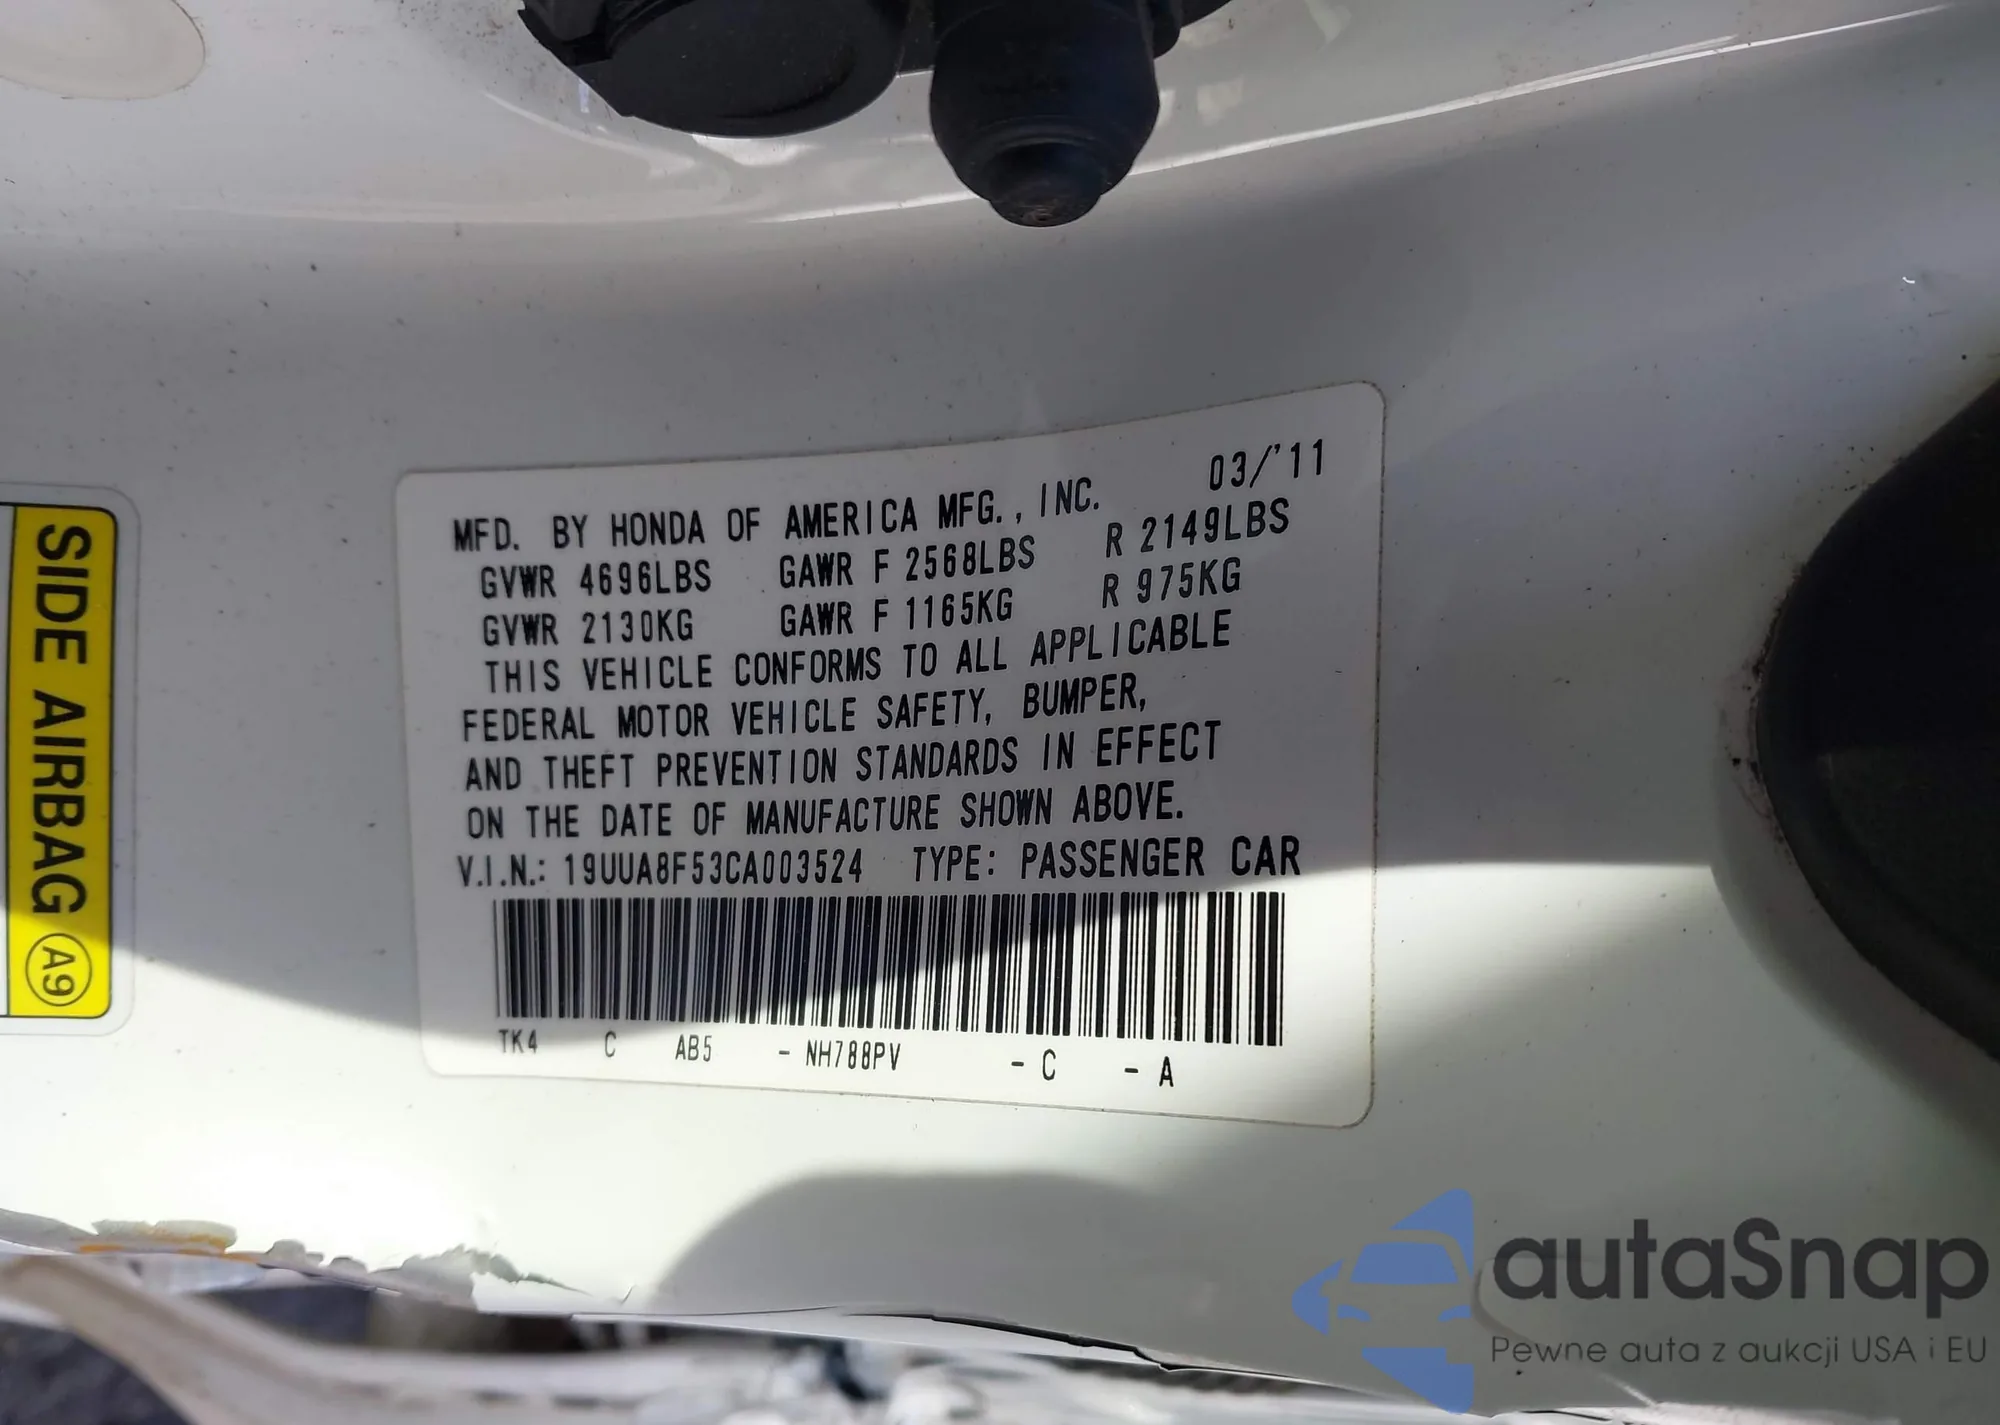 MFD. BY HONDA OF AMERICA MFG., INC. 03/'11
GVWR 4696LBS GAWR F 2568LBS R 2149LBS
GVWR 2130KG GAWR F 1165KG R 975KG
THIS VEHICLE CONFORMS TO ALL APPLICABLE
FEDERAL MOTOR VEHICLE SAFETY, BUMPER,
AND THEFT PREVENTION STANDARDS IN EFFECT
ON THE DATE OF MANUFACTURE SHOWN ABOVE.
V.I.N.: 19UUA8F53CA003524 TYPE: PASSENGER CAR
TK4 C AB5 - NH788PV - C - A
SIDE AIRBAG A9
autaSnap
Pewne auta z aukcji USA i EU